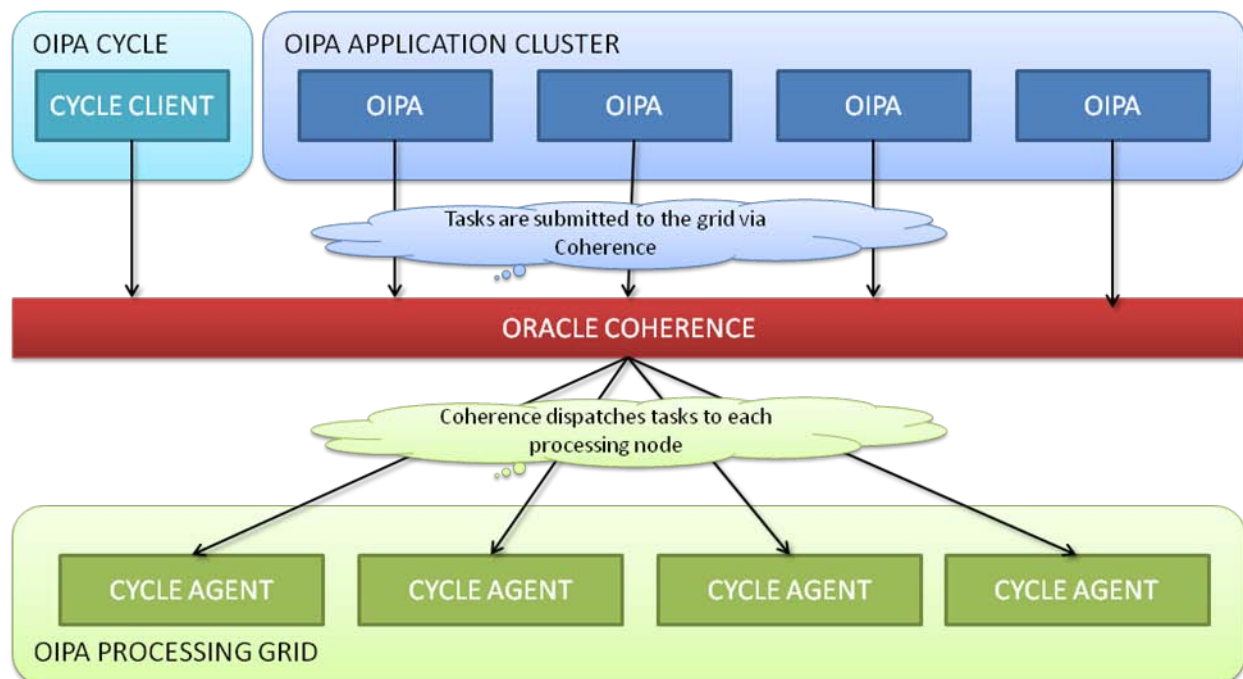 OIPA CYCLE
OIPA APPLICATION CLUSTER
CYCLE CLIENT
OIPA
OIPA
OIPA
OIPA
Tasks are submitted to the grid via
Coherence
ORACLE COHERENCE
Coherence dispatches tasks to each
processing node
CYCLE AGENT
CYCLE AGENT
CYCLE AGENT
CYCLE AGENT
OIPA PROCESSING GRID